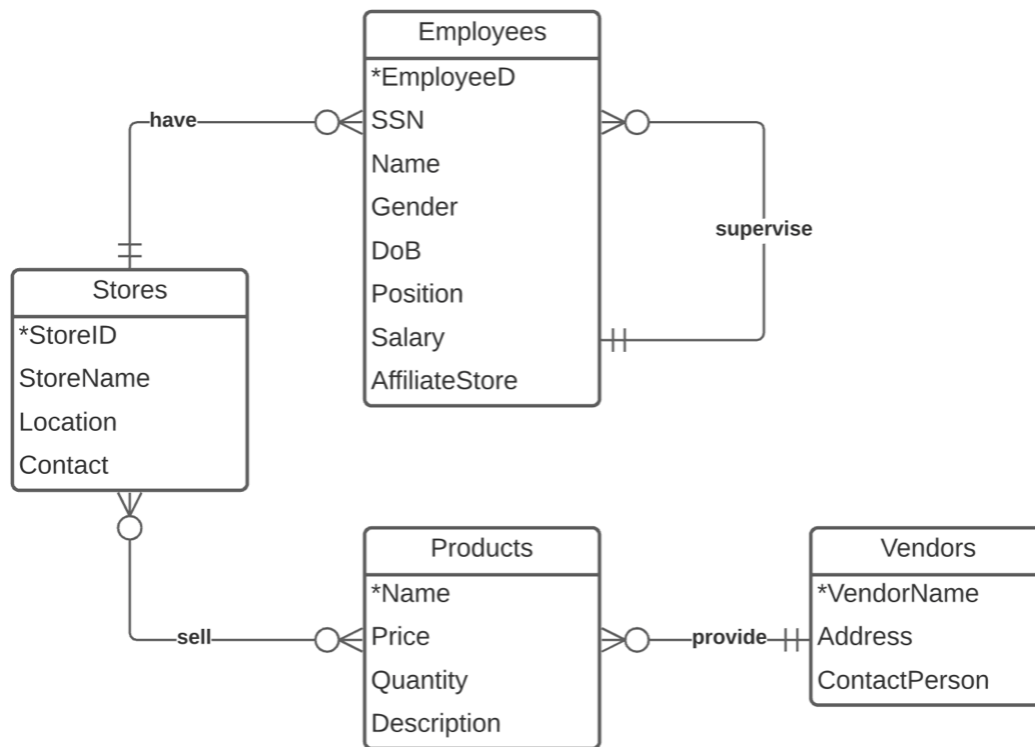 Employees
*EmployeeD
SSN
Name
Gender
DoB
Position
Salary
AffiliateStore
have
supervise
Stores
*StoreID
StoreName
Location
Contact
sell
Products
*Name
Price
Quantity
Description
provide
Vendors
*VendorName
Address
ContactPerson